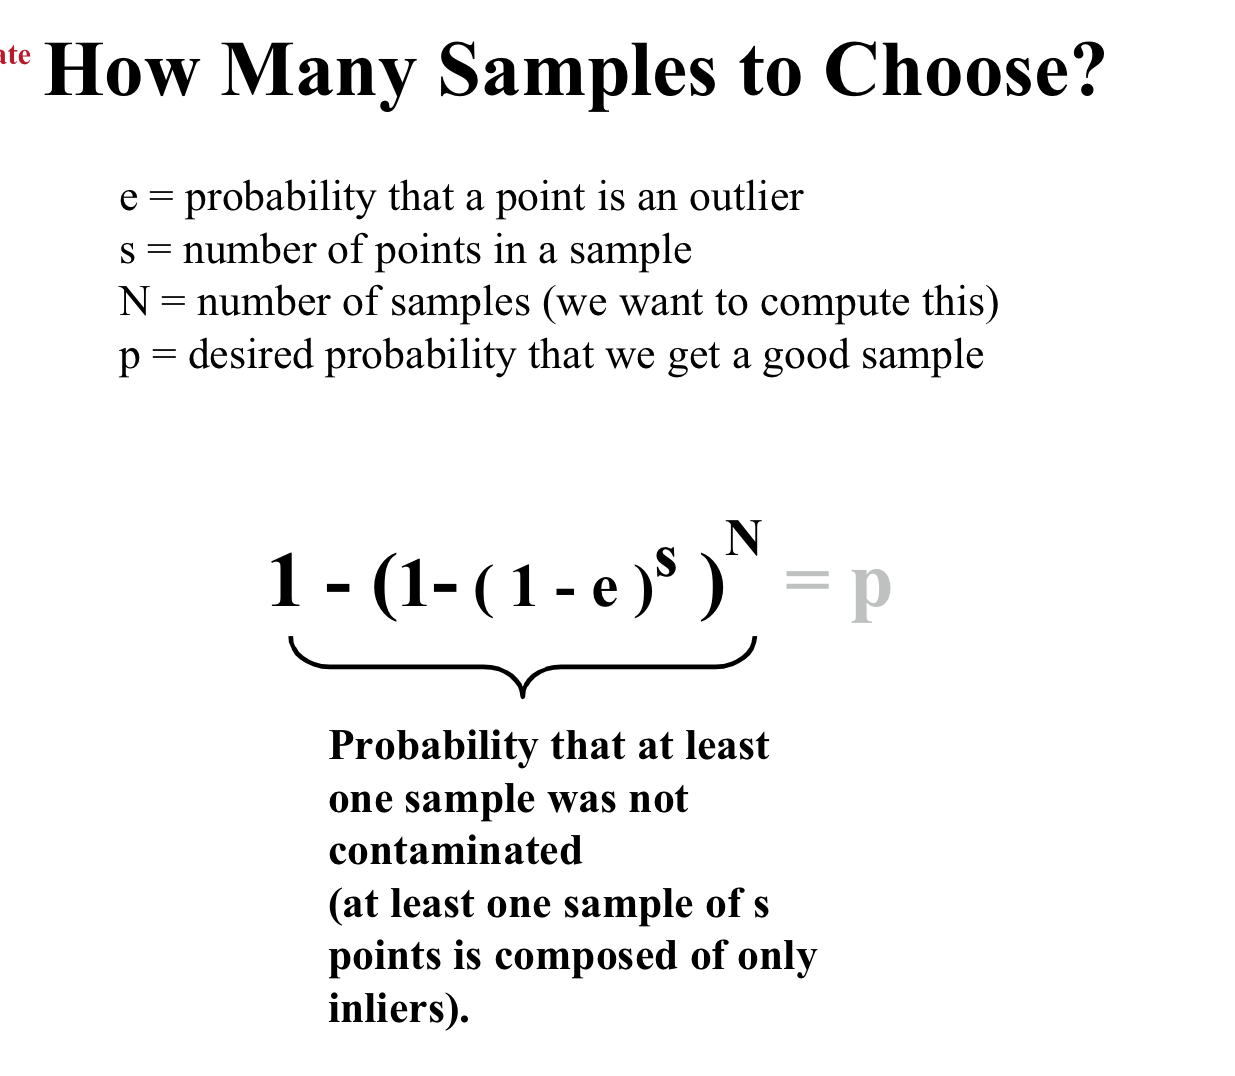 How Many Samples to Choose?
e = probability that a point is an outlier
s = number of points in a sample
N = number of samples (we want to compute this)
p = desired probability that we get a good sample
1 - (1- ( 1 - e )^s )^N = p
Probability that at least
one sample was not
contaminated
(at least one sample of s
points is composed of only
inliers).